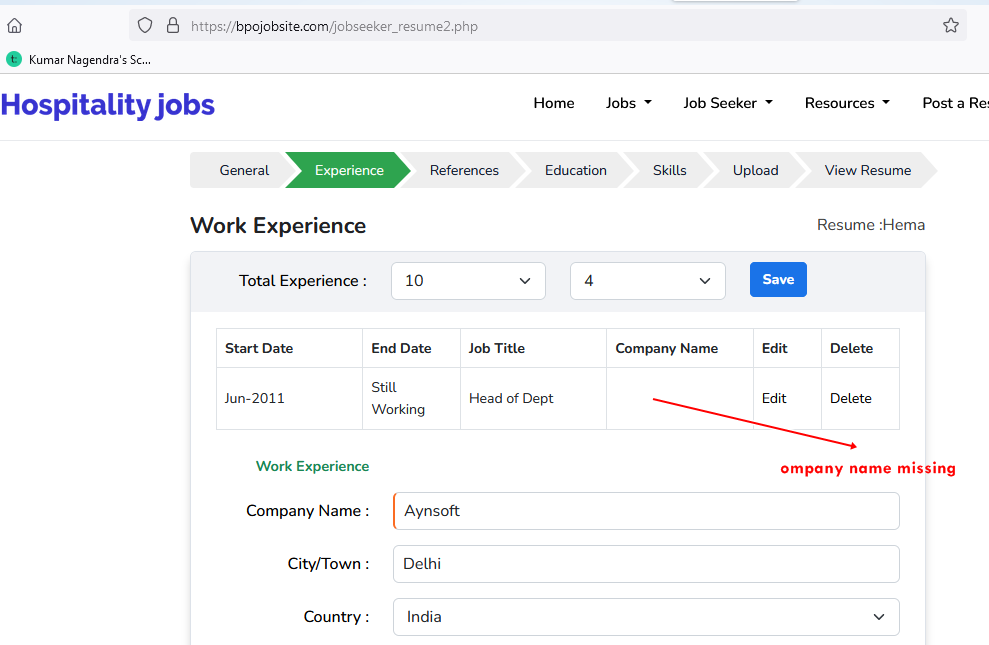 https://bpojobsite.com/jobseeker_resume2.php
t: Kumar Nagendra's Sc...
Hospitality jobs Home Jobs Job Seeker Resources Post a Res
General Experience References Education Skills Upload View Resume
Work Experience Resume :Hema
Total Experience : 10 4 Save
Start Date End Date Job Title Company Name Edit Delete
Jun-2011 Still Working Head of Dept Edit Delete
ompany name missing
Work Experience
Company Name : Aynsoft
City/Town : Delhi
Country : India